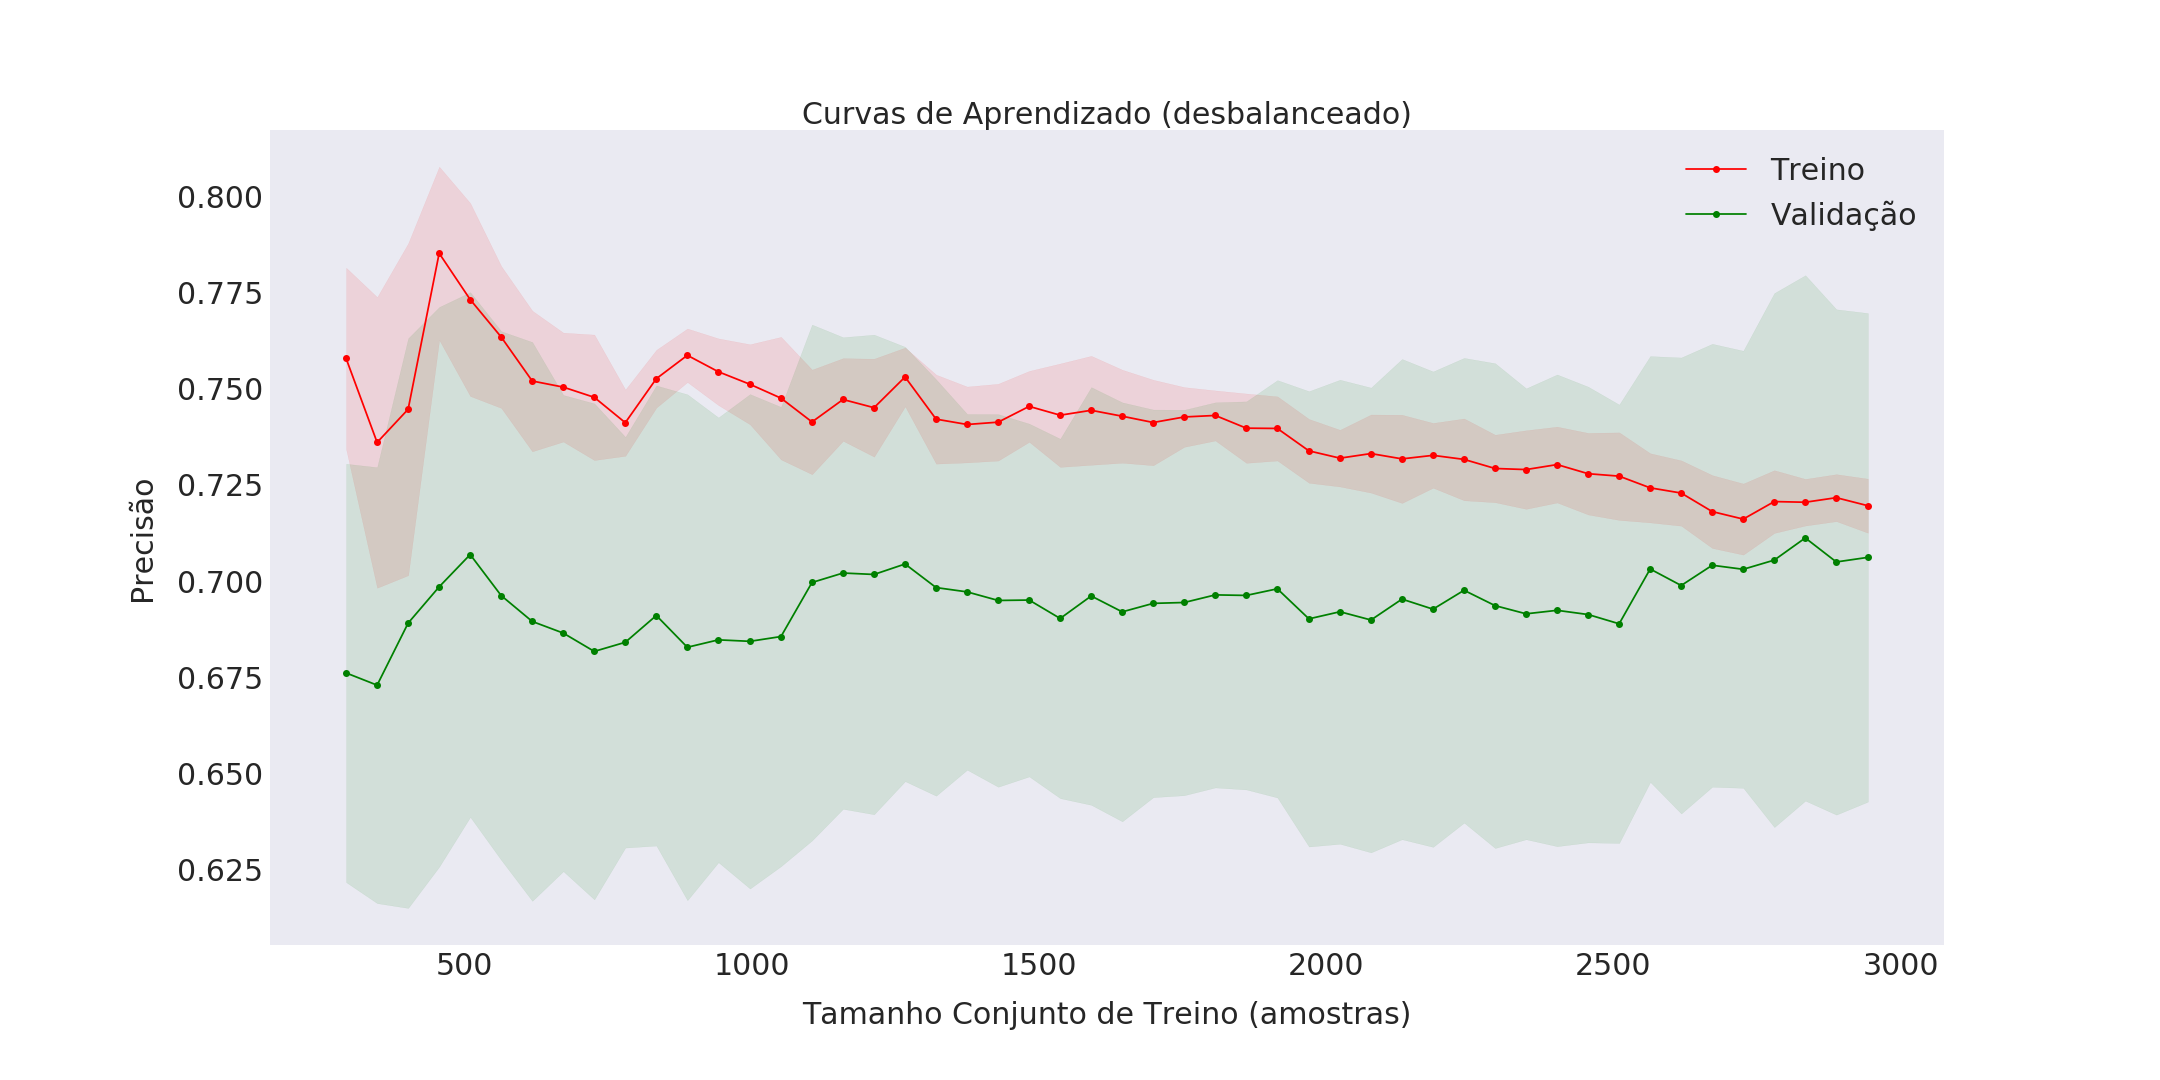 Curvas de Aprendizado (desbalanceado)
Treino
Validação
0.800
0.775
0.750
0.725
0.700
0.675
0.650
0.625
Precisão
500 1000 1500 2000 2500 3000
Tamanho Conjunto de Treino (amostras)